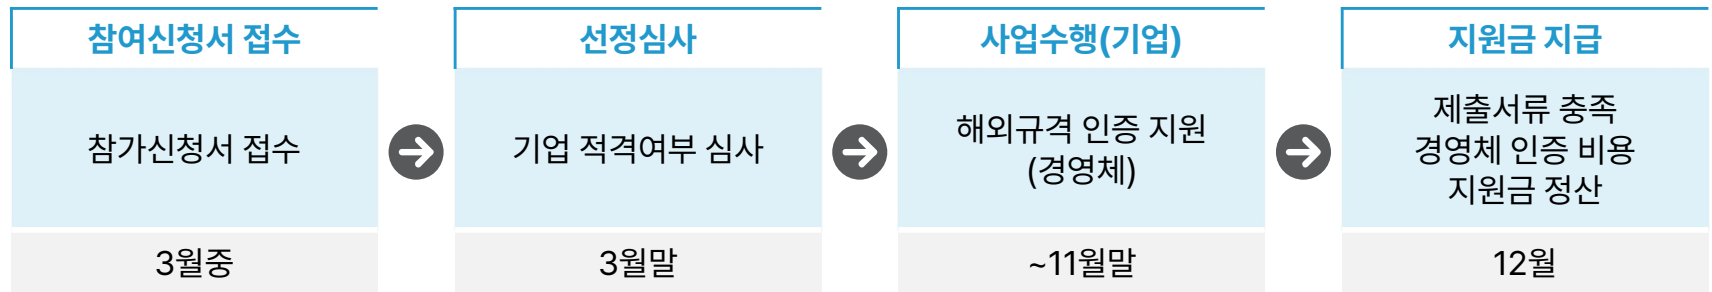 참여신청서 접수
참가신청서 접수
3월중
선정심사
기업 적격여부 심사
3월말
사업수행(기업)
해외규격 인증 지원
(경영체)
~11월말
지원금 지급
제출서류 충족
경영체 인증 비용
지원금 정산
12월